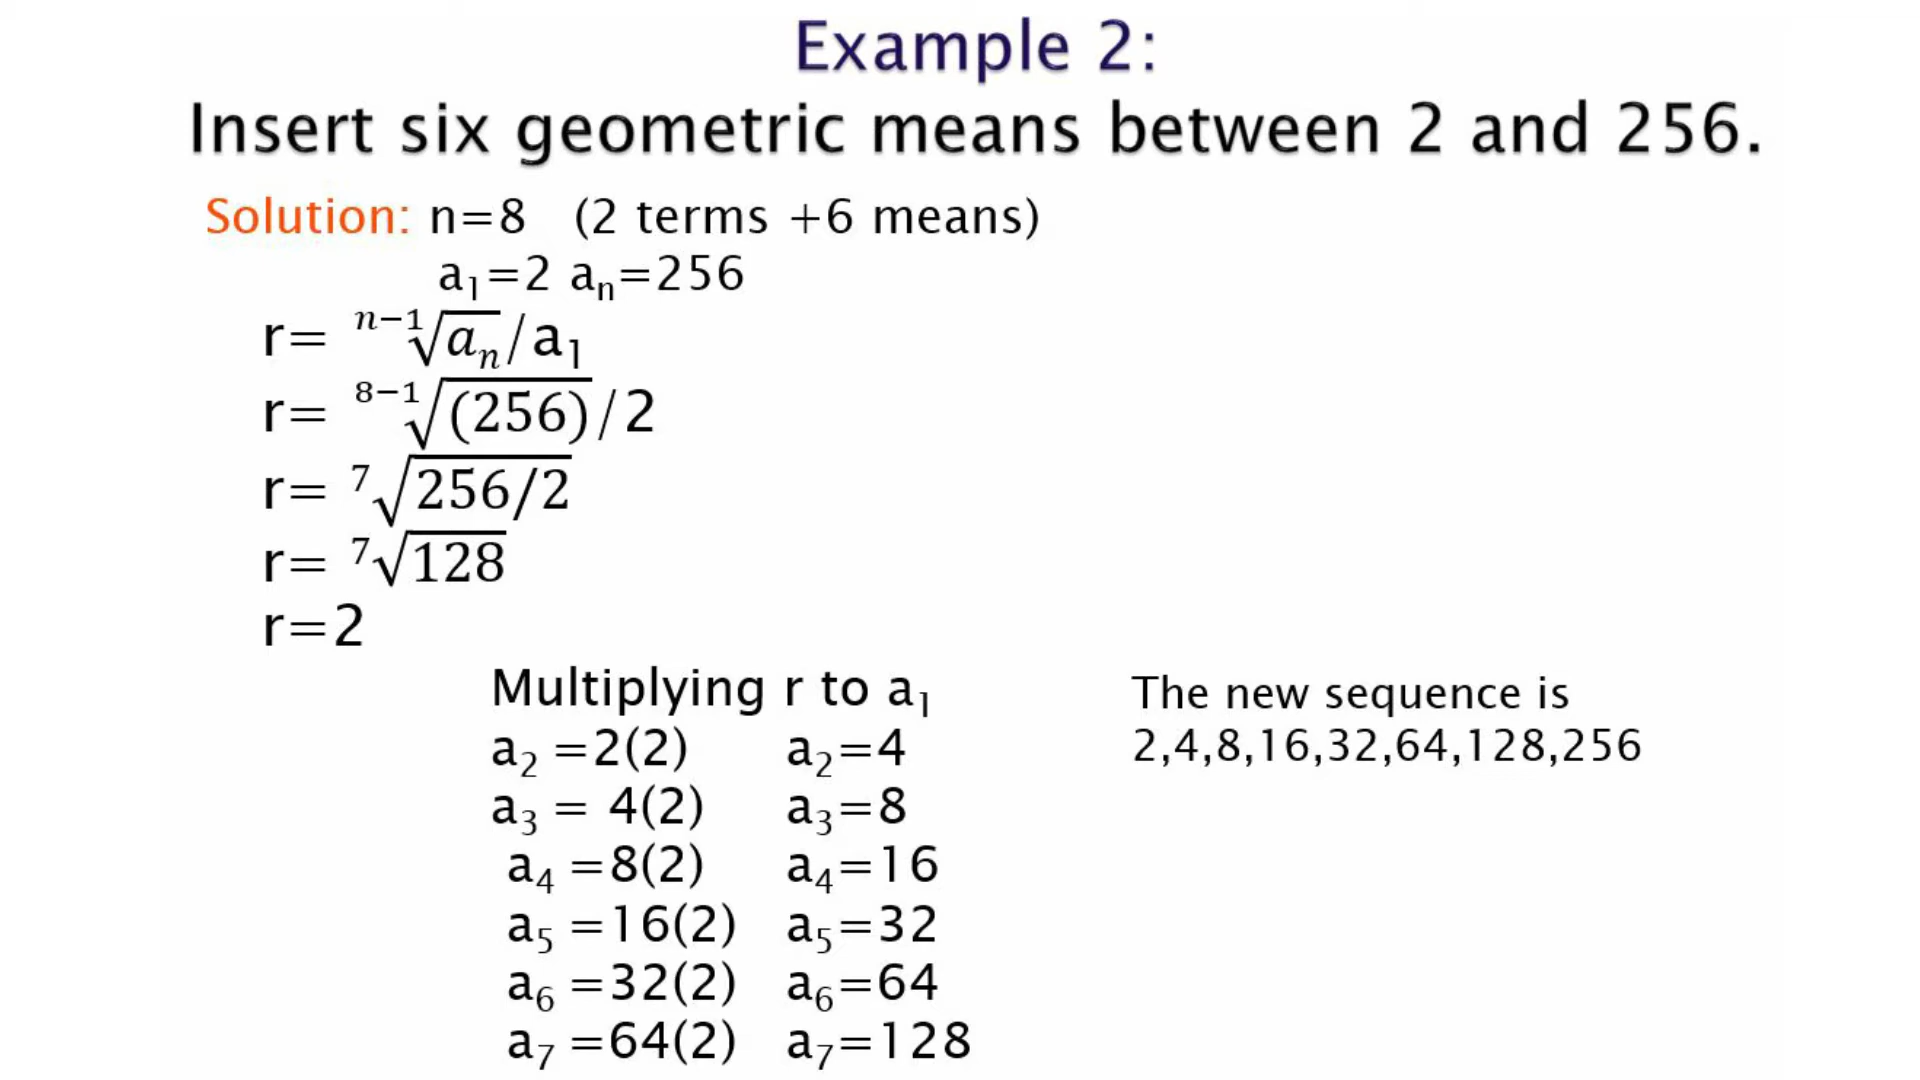 Example 2:
Insert six geometric means between 2 and 256.
Solution: n=8 (2 terms +6 means)
a₁=2 aₙ=256
r= ⁿ⁻¹√aₙ/a₁
r= ⁸⁻¹√(256)/2
r= ⁷√256/2
r= ⁷√128
r=2
Multiplying r to a₁
a₂ =2(2) a₂=4
a₃ = 4(2) a₃=8
a₄ =8(2) a₄=16
a₅ =16(2) a₅=32
a₆ =32(2) a₆=64
a₇ =64(2) a₇=128
The new sequence is
2,4,8,16,32,64,128,256